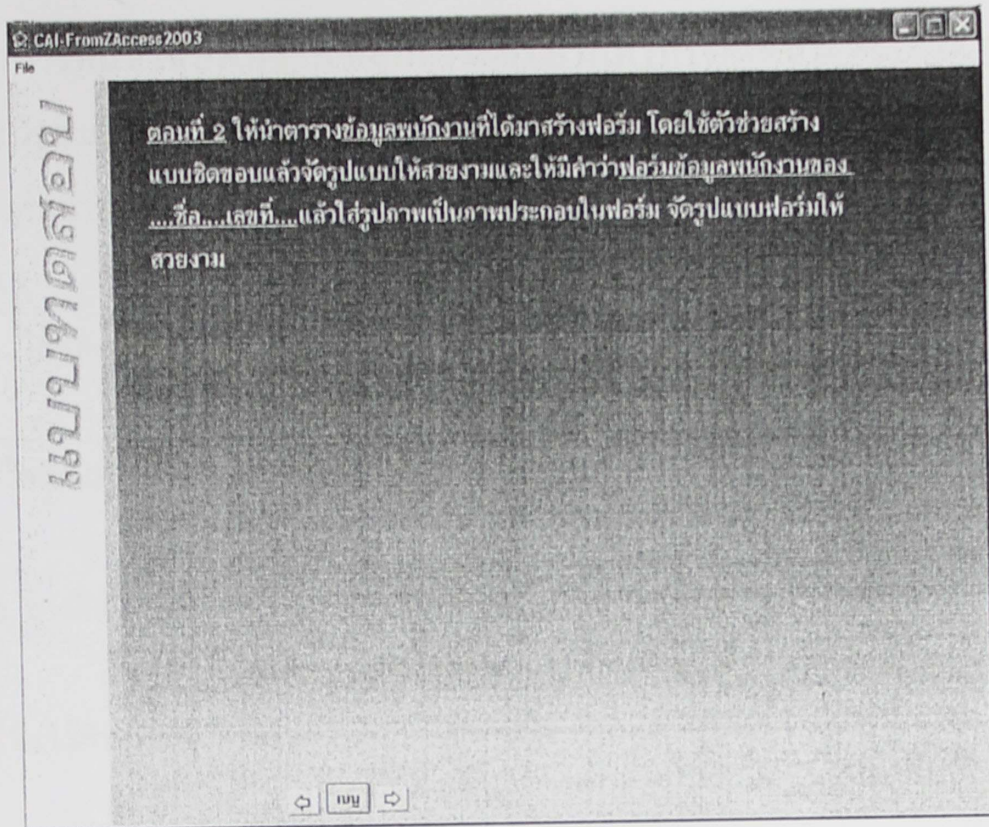 CAI-FromZAccess2003
File
แบบทดสอบ
ตอนที่ 2 ให้นำตารางข้อมูลพนักงานที่ได้มาสร้างฟอร์ม โดยใช้ตัวช่วยสร้าง
แบบชิดขอบแล้วจัดรูปแบบให้สวยงามและให้มีคำว่าฟอร์มข้อมูลพนักงานของ
....ชื่อ....เลขที่....แล้วใส่รูปภาพเป็นภาพประกอบในฟอร์ม จัดรูปแบบฟอร์มให้
สวยงาม
เมนู